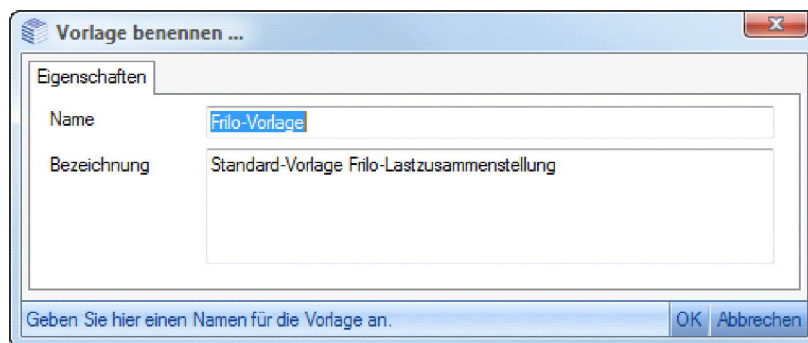 Vorlage benennen ...
Eigenschaften
Name
Frilo-Vorlage
Bezeichnung
Standard-Vorlage Frilo-Lastzusammenstellung
Geben Sie hier einen Namen für die Vorlage an.
OK Abbrechen